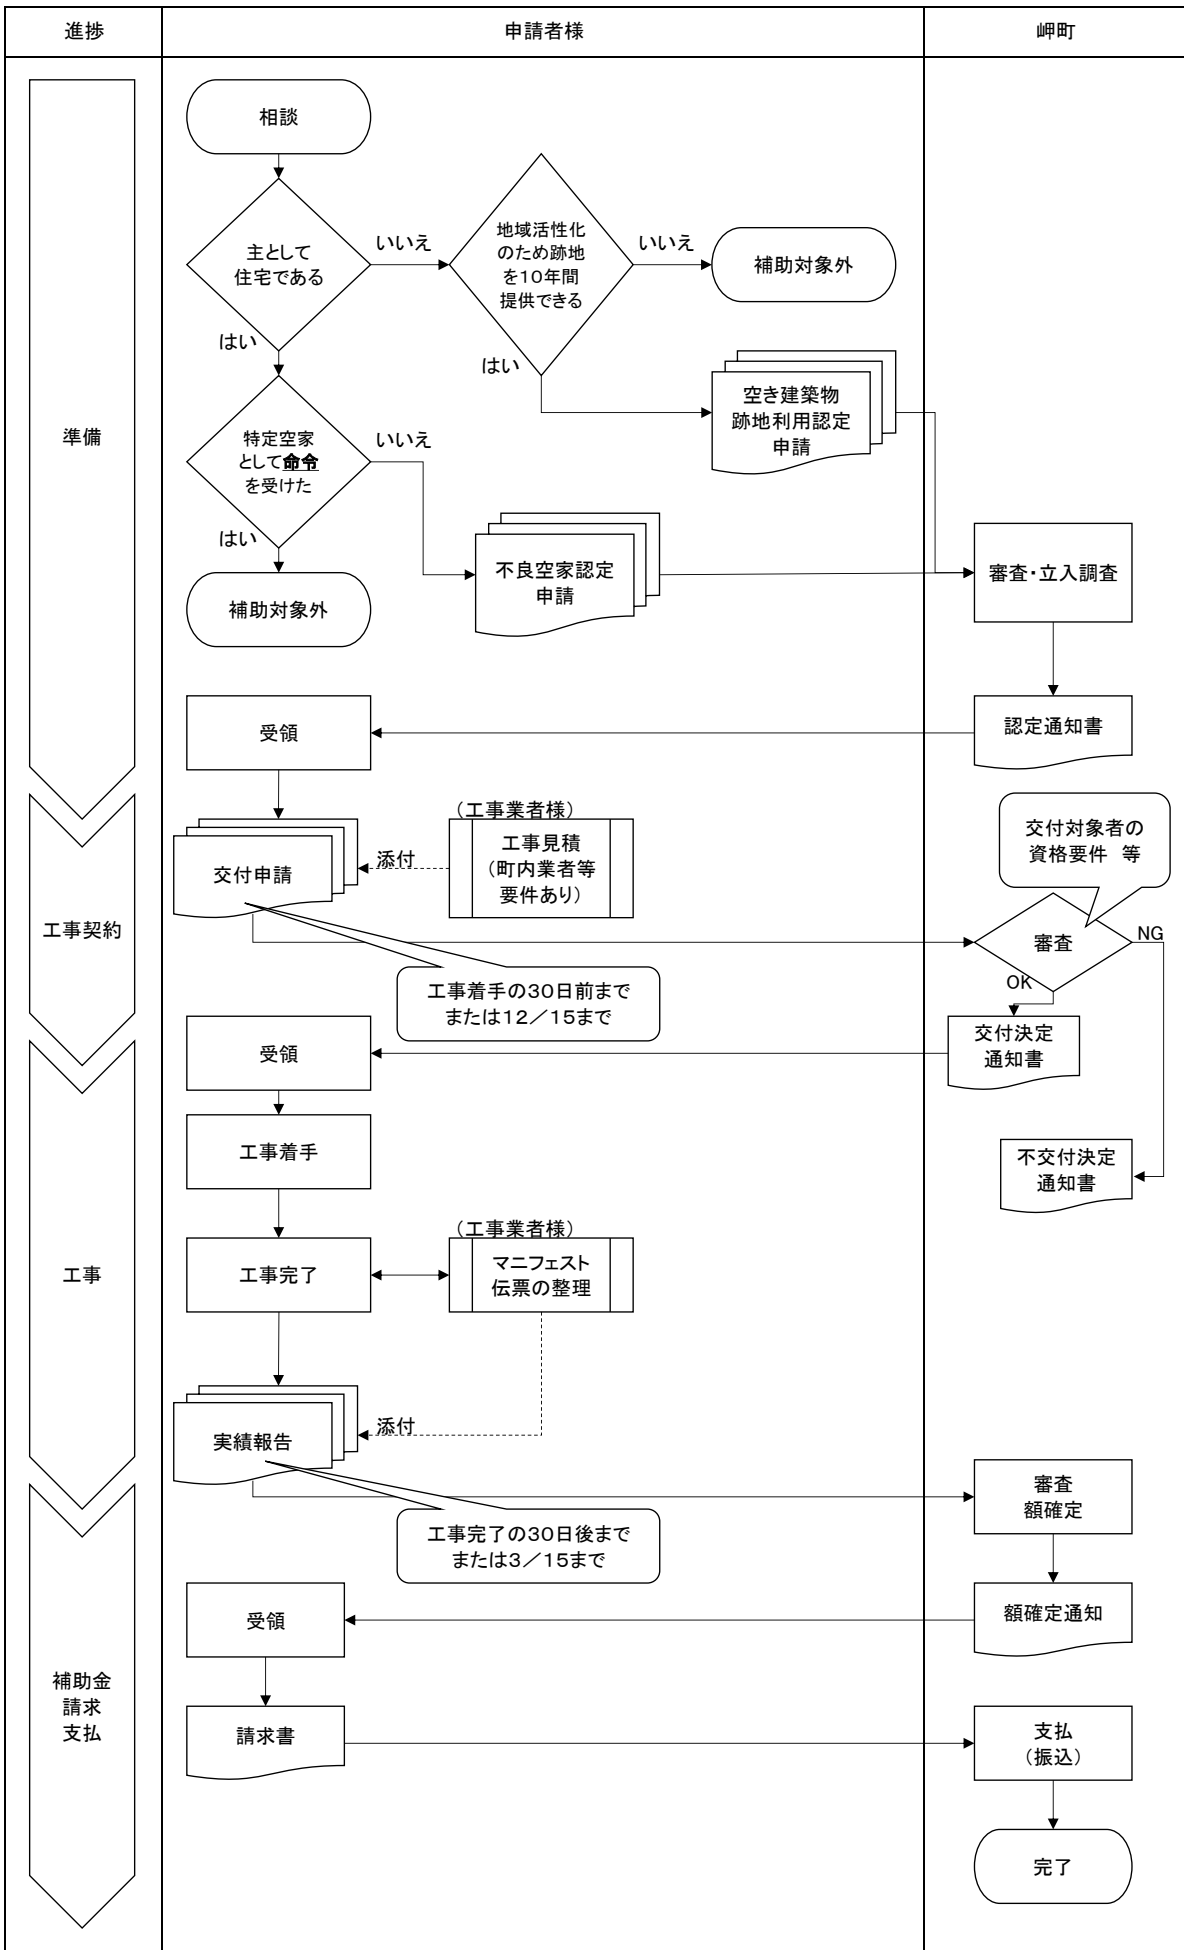 進捗
申請者様
岬町
相談
主として
住宅である
いいえ
はい
地域活性化
のため跡地
を10年間
提供できる
いいえ
はい
補助対象外
空き建築物
跡地利用認定
申請
準備
特定空家
として命令
を受けた
いいえ
はい
補助対象外
不良空家認定
申請
審査・立入調査
認定通知書
受領
工事契約
交付申請
添付
（工事業者様）
工事見積
（町内業者等
要件あり）
工事着手の30日前まで
または12／15まで
交付対象者の
資格要件　等
審査
NG
OK
交付決定
通知書
不交付決定
通知書
受領
工事
工事着手
工事完了
（工事業者様）
マニフェスト
伝票の整理
実績報告
添付
工事完了の30日後まで
または3／15まで
審査
額確定
額確定通知
受領
補助金
請求
支払
請求書
支払
（振込）
完了